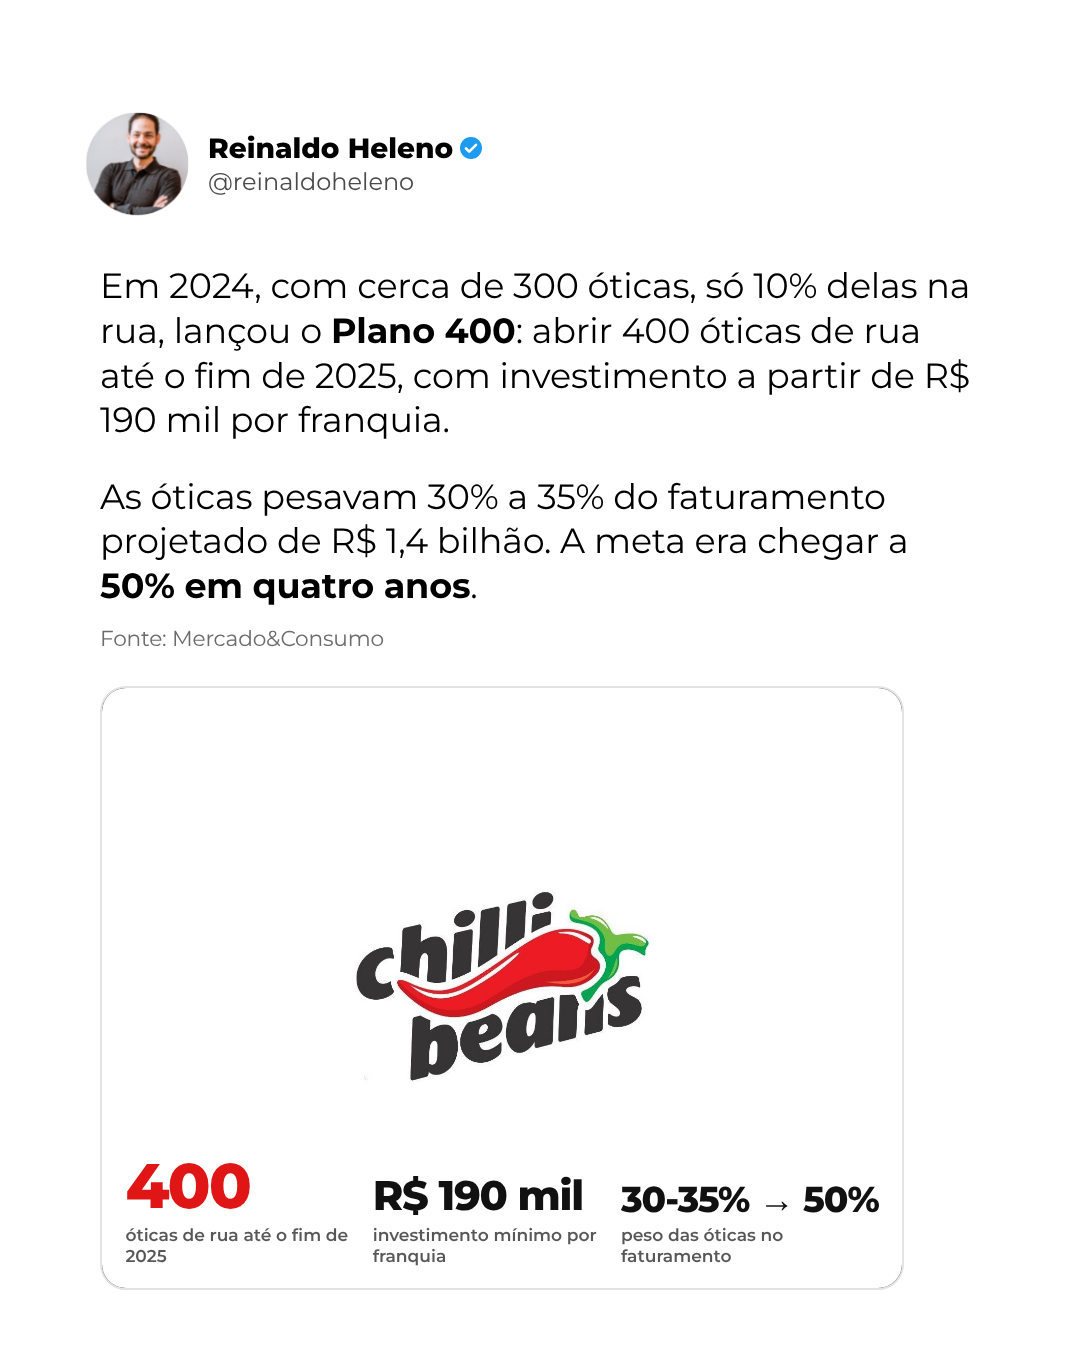 Reinaldo Heleno
@reinaldoheleno
Em 2024, com cerca de 300 óticas, só 10% delas na
rua, lançou o Plano 400: abrir 400 óticas de rua
até o fim de 2025, com investimento a partir de R$
190 mil por franquia.
As óticas pesavam 30% a 35% do faturamento
projetado de R$ 1,4 bilhão. A meta era chegar a
50% em quatro anos.
Fonte: Mercado&Consumo
chilli
beans
400
óticas de rua até o fim de
2025
R$ 190 mil
investimento mínimo por
franquia
30-35% → 50%
peso das óticas no
faturamento